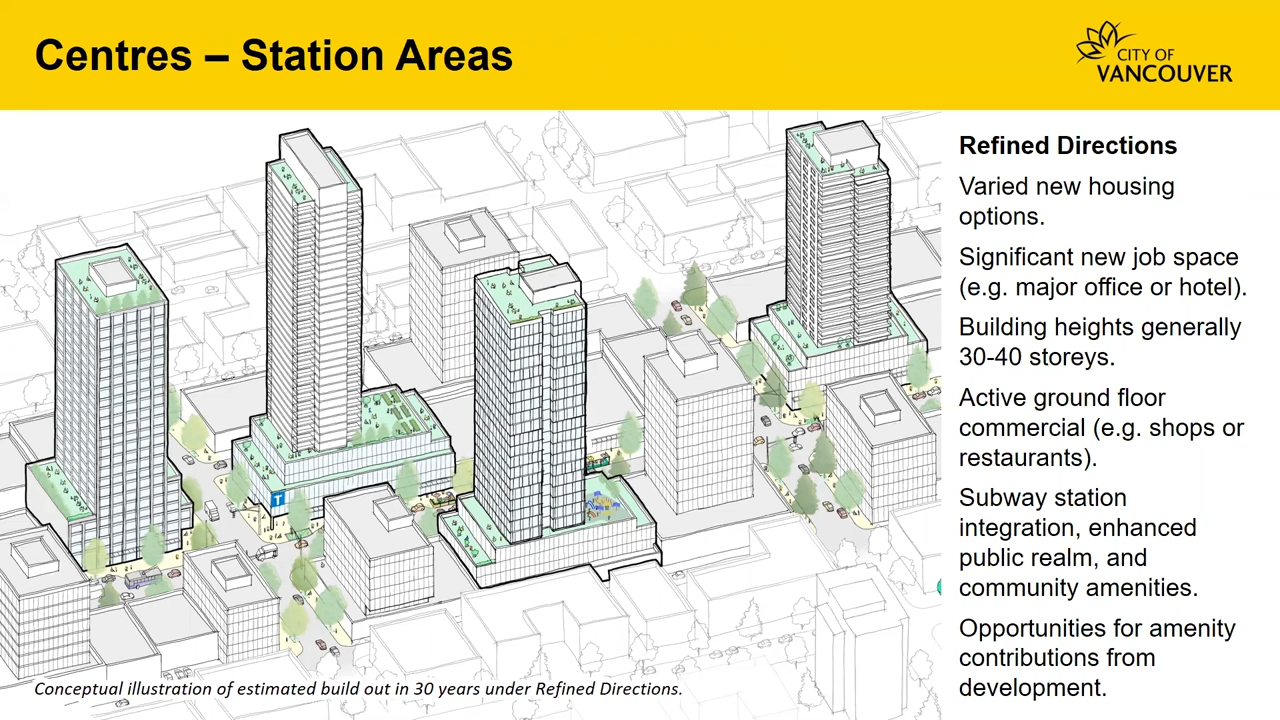 Centres – Station Areas
CITY OF
VANCOUVER
Refined Directions
Varied new housing
options.
Significant new job space
(e.g. major office or hotel).
Building heights generally
30-40 storeys.
Active ground floor
commercial (e.g. shops or
restaurants).
Subway station
integration, enhanced
public realm, and
community amenities.
Opportunities for amenity
contributions from
development.
T
Conceptual illustration of estimated build out in 30 years under Refined Directions.